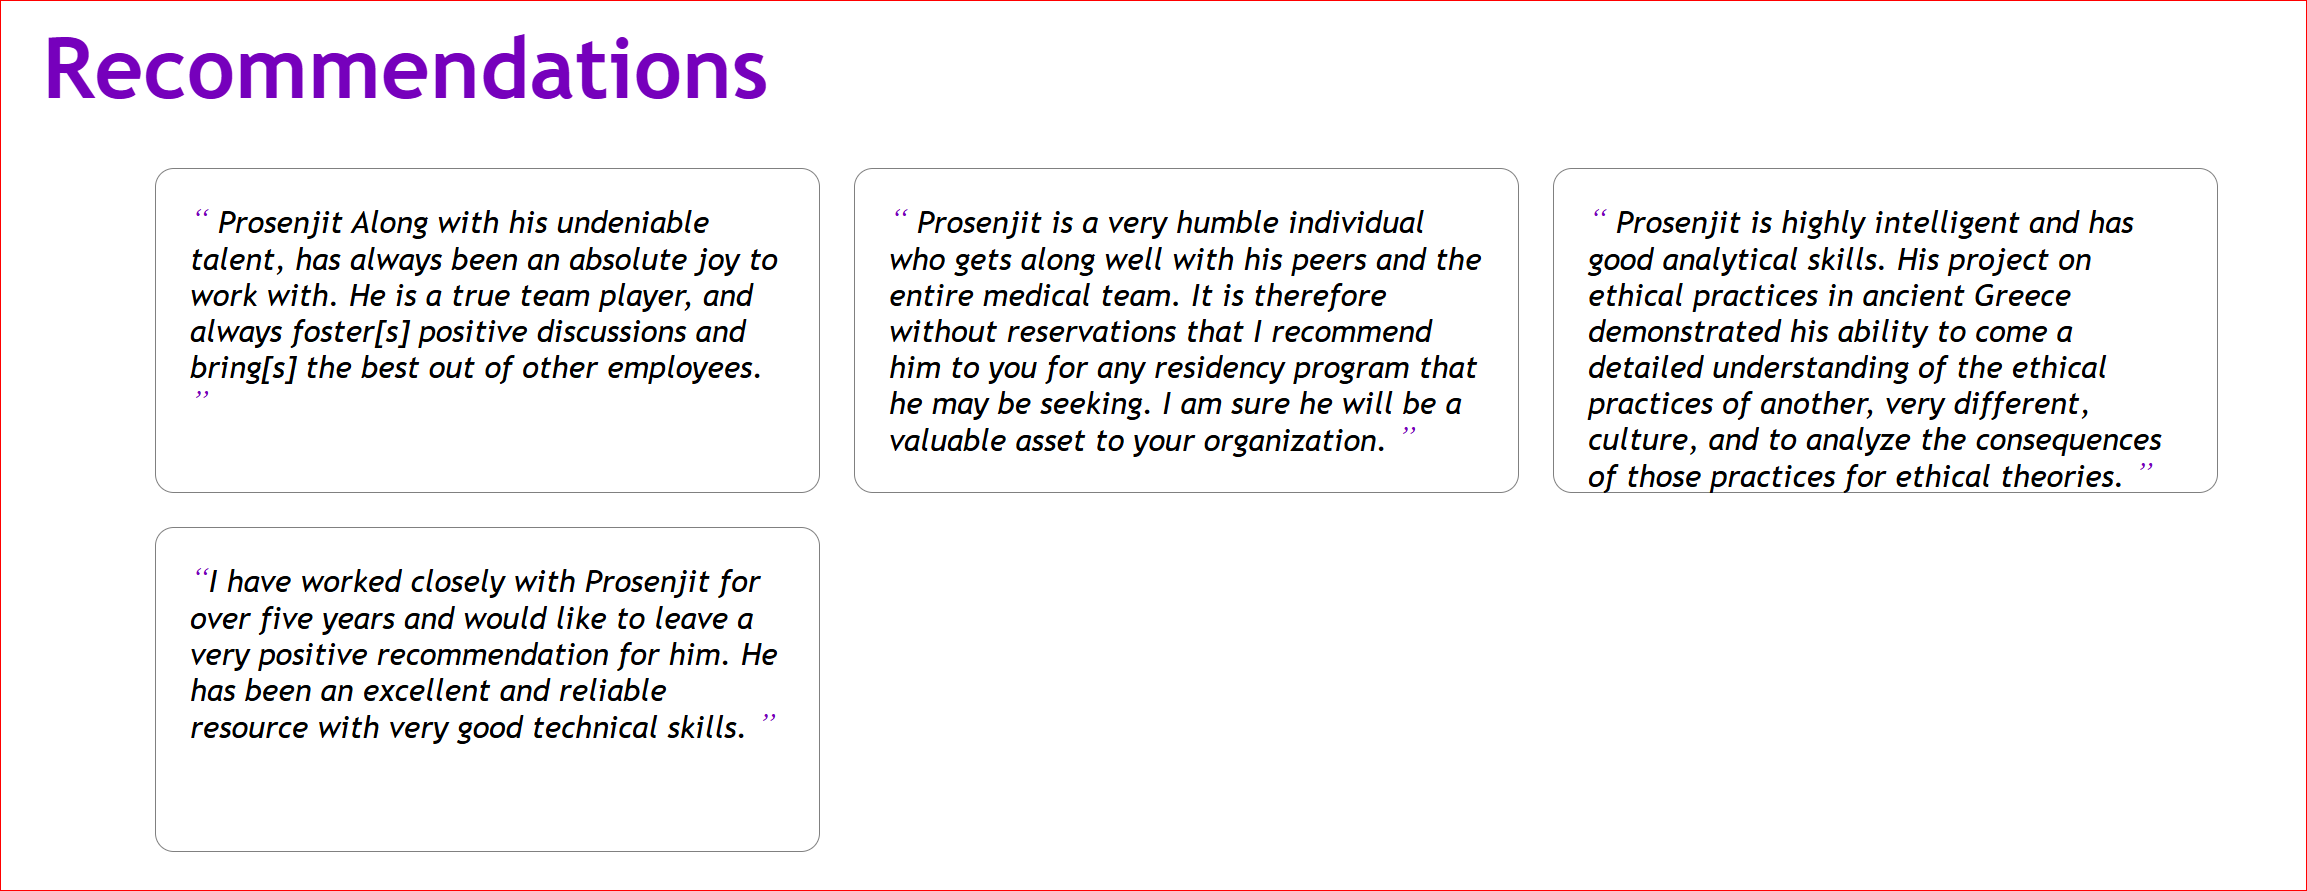 Recommendations
“ Prosenjit Along with his undeniable
talent, has always been an absolute joy to
work with. He is a true team player, and
always foster[s] positive discussions and
bring[s] the best out of other employees.
”
“ Prosenjit is a very humble individual
who gets along well with his peers and the
entire medical team. It is therefore
without reservations that I recommend
him to you for any residency program that
he may be seeking. I am sure he will be a
valuable asset to your organization. ”
“ Prosenjit is highly intelligent and has
good analytical skills. His project on
ethical practices in ancient Greece
demonstrated his ability to come a
detailed understanding of the ethical
practices of another, very different,
culture, and to analyze the consequences
of those practices for ethical theories. ”
“I have worked closely with Prosenjit for
over five years and would like to leave a
very positive recommendation for him. He
has been an excellent and reliable
resource with very good technical skills. ”